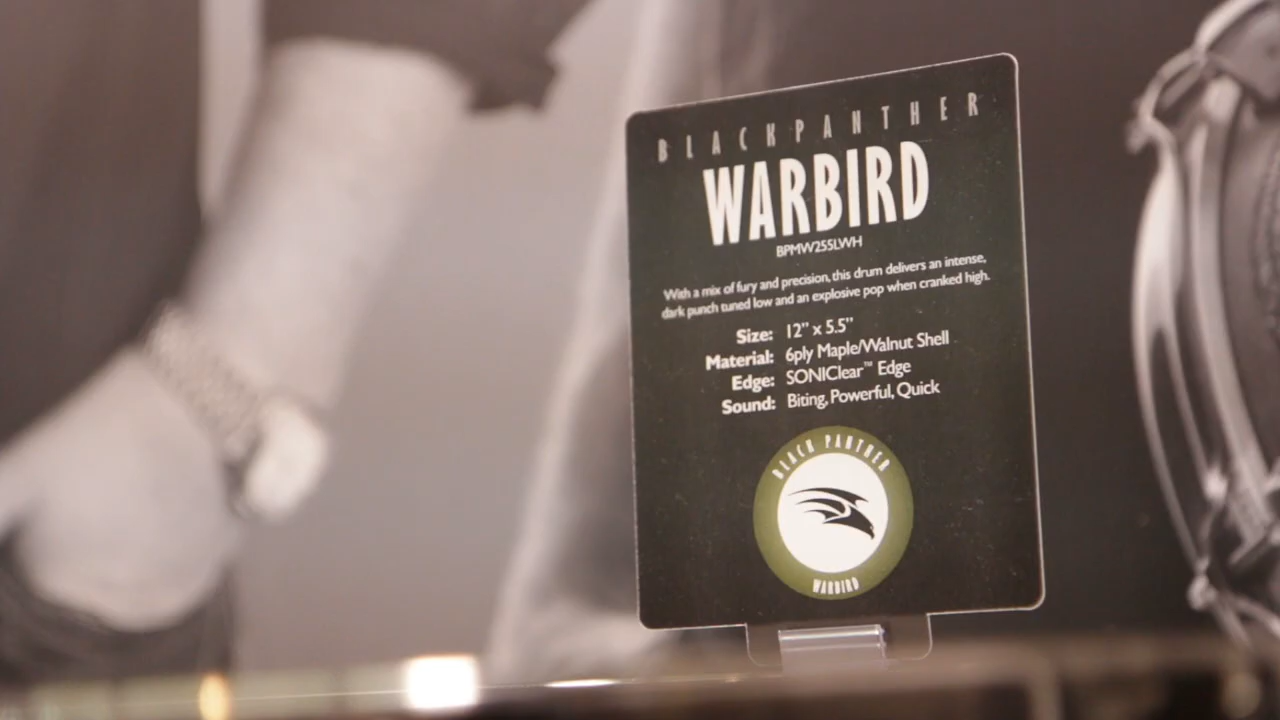 BLACKPANTHER
WARBIRD
BPMW255LWH
With a mix of fury and precision, this drum delivers an intense,
dark punch tuned low and an explosive pop when cranked high.
Size: 12” x 5.5”
Material: 6ply Maple/Walnut Shell
Edge: SONIClear™ Edge
Sound: Biting, Powerful, Quick
BLACK PANTHER
WARBIRD